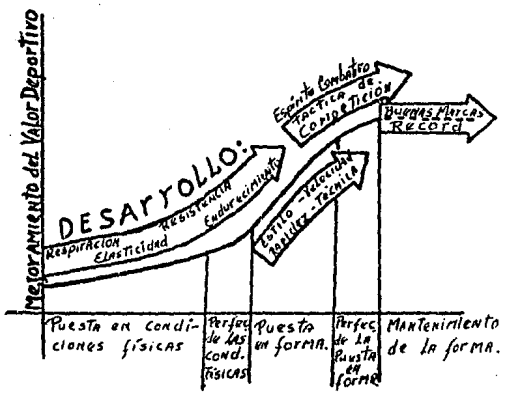 Mejoramiento del Valor Deportivo
DESArrollo:
Respiración
Elasticidad
Resistencia
Endurecimiento
Espíritu Combativo
Táctica de
Competición
Buenas Marcas
Record
Estilo - Velocidad
Rapidez - Técnica
Puesta en condi-
ciones físicas
Perfec.
de las
cond.
físicas
Puesta
en forma.
Perfec.
de la
Puesta
en
forma
Mantenimiento
de la forma.